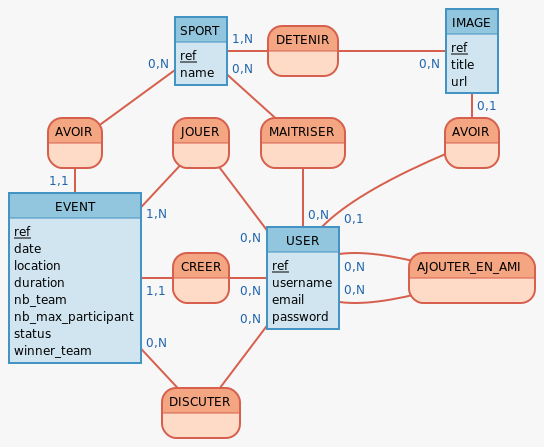 SPORT
ref
name
1,N
DETENIR
0,N
IMAGE
ref
title
url
0,N
0,N
0,1
AVOIR
JOUER
MAITRISER
AVOIR
1,1
EVENT
ref
date
location
duration
nb_team
nb_max_participant
status
winner_team
1,N
0,N
0,N
0,1
USER
ref
username
email
password
1,1
CREER
0,N
0,N
0,N
AJOUTER_EN_AMI
0,N
0,N
DISCUTER